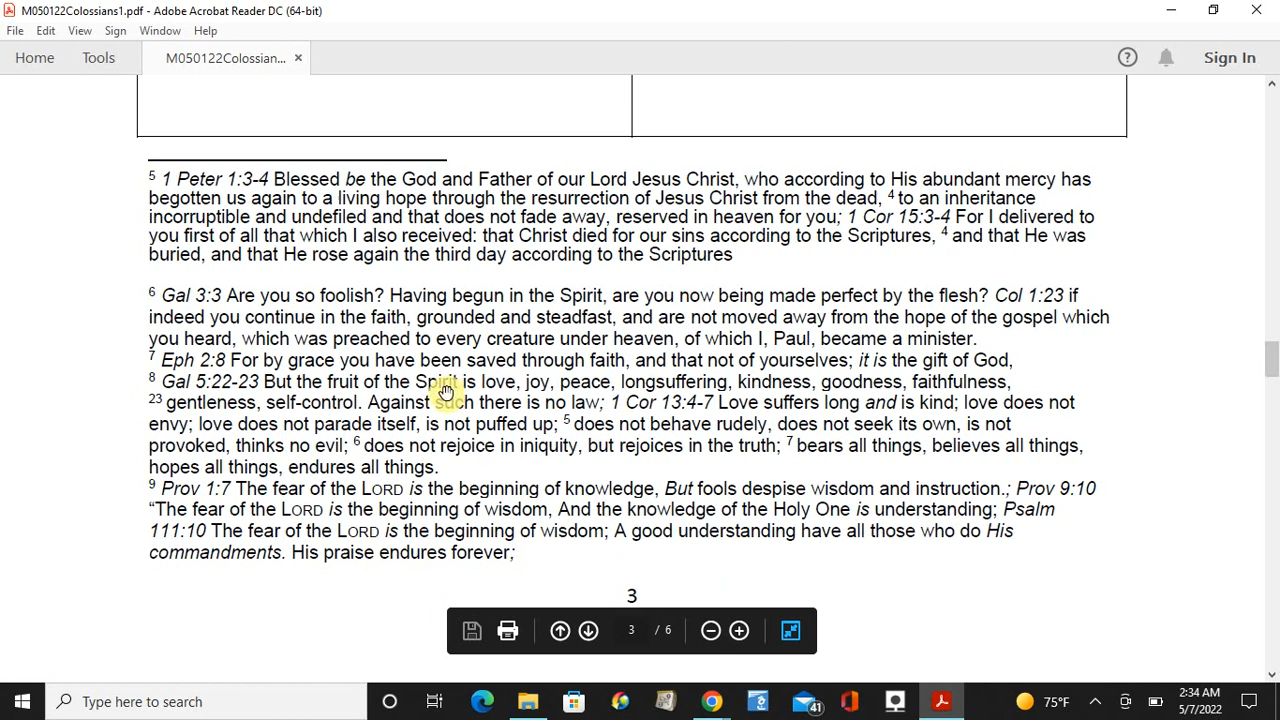 M050122Colossians1.pdf - Adobe Acrobat Reader DC (64-bit)
File Edit View Sign Window Help
Home Tools M050122Colossian... × ? Sign In
5 1 Peter 1:3-4 Blessed be the God and Father of our Lord Jesus Christ, who according to His abundant mercy has
begotten us again to a living hope through the resurrection of Jesus Christ from the dead, 4 to an inheritance
incorruptible and undefiled and that does not fade away, reserved in heaven for you; 1 Cor 15:3-4 For I delivered to
you first of all that which I also received: that Christ died for our sins according to the Scriptures, 4 and that He was
buried, and that He rose again the third day according to the Scriptures
6 Gal 3:3 Are you so foolish? Having begun in the Spirit, are you now being made perfect by the flesh? Col 1:23 if
indeed you continue in the faith, grounded and steadfast, and are not moved away from the hope of the gospel which
you heard, which was preached to every creature under heaven, of which I, Paul, became a minister.
7 Eph 2:8 For by grace you have been saved through faith, and that not of yourselves; it is the gift of God,
8 Gal 5:22-23 But the fruit of the Spirit is love, joy, peace, longsuffering, kindness, goodness, faithfulness,
23 gentleness, self-control. Against such there is no law; 1 Cor 13:4-7 Love suffers long and is kind; love does not
envy; love does not parade itself, is not puffed up; 5 does not behave rudely, does not seek its own, is not
provoked, thinks no evil; 6 does not rejoice in iniquity, but rejoices in the truth; 7 bears all things, believes all things,
hopes all things, endures all things.
9 Prov 1:7 The fear of the LORD is the beginning of knowledge, But fools despise wisdom and instruction.; Prov 9:10
“The fear of the LORD is the beginning of wisdom, And the knowledge of the Holy One is understanding; Psalm
111:10 The fear of the LORD is the beginning of wisdom; A good understanding have all those who do His
commandments. His praise endures forever;
3
3 / 6
Type here to search 41 75°F 2:34 AM
5/7/2022